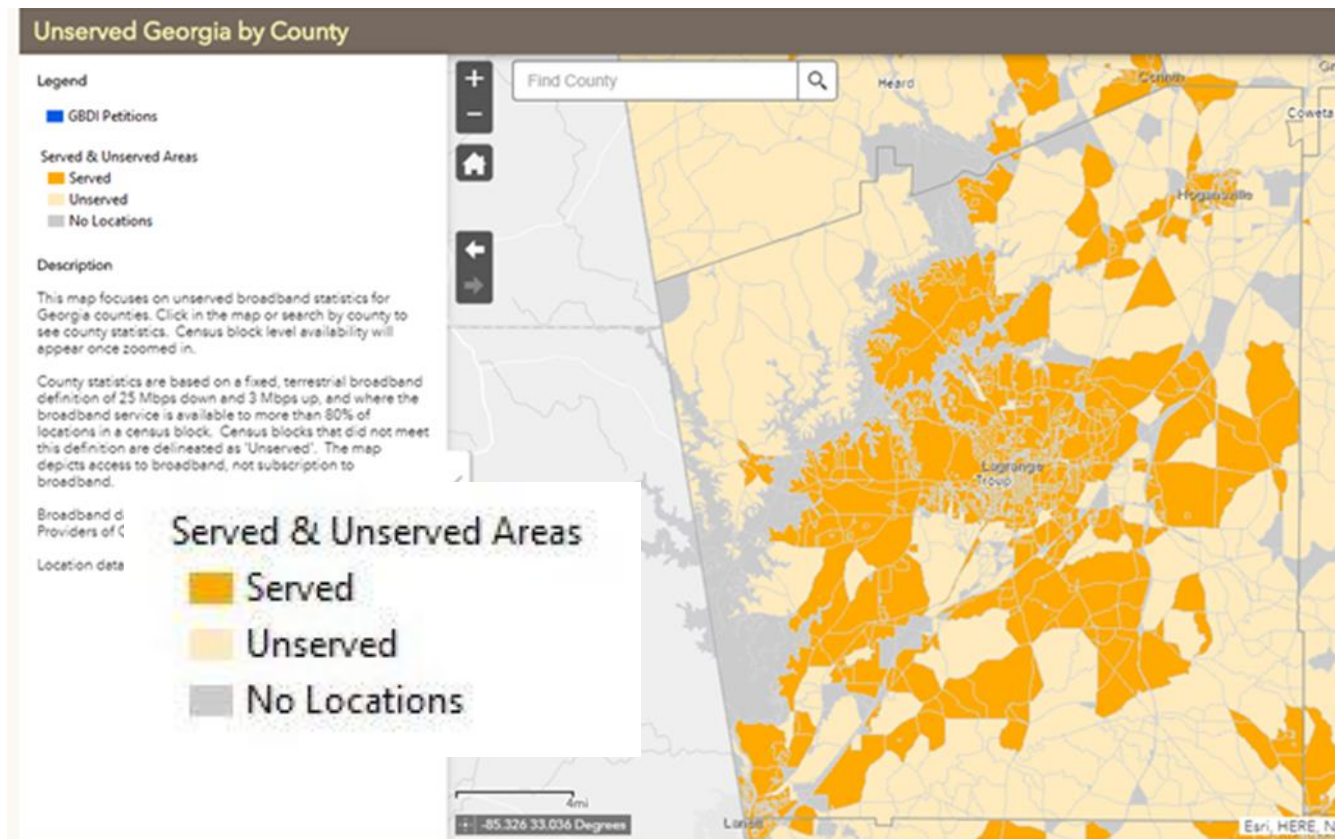 Unserved Georgia by County
Legend
GBDI Petitions
Served & Unserved Areas
Served
Unserved
No Locations
Description
This map focuses on unserved broadband statistics for
Georgia counties. Click in the map or search by county to
see county statistics. Census block level availability will
appear once zoomed in.
County statistics are based on a fixed, terrestrial broadband
definition of 25 Mbps down and 3 Mbps up, and where the
broadband service is available to more than 80% of
locations in a census block. Census blocks that did not meet
this definition are delineated as 'Unserved'. The map
depicts access to broadband, not subscription to
broadband.
Broadband
Providers of
Location data
Served & Unserved Areas
Served
Unserved
No Locations
+
Find County
−
Heard
Corinth
Coweta
Hogansville
Lagrange
Troup
4mi
-85.326 33.036 Degrees
Esri, HERE,